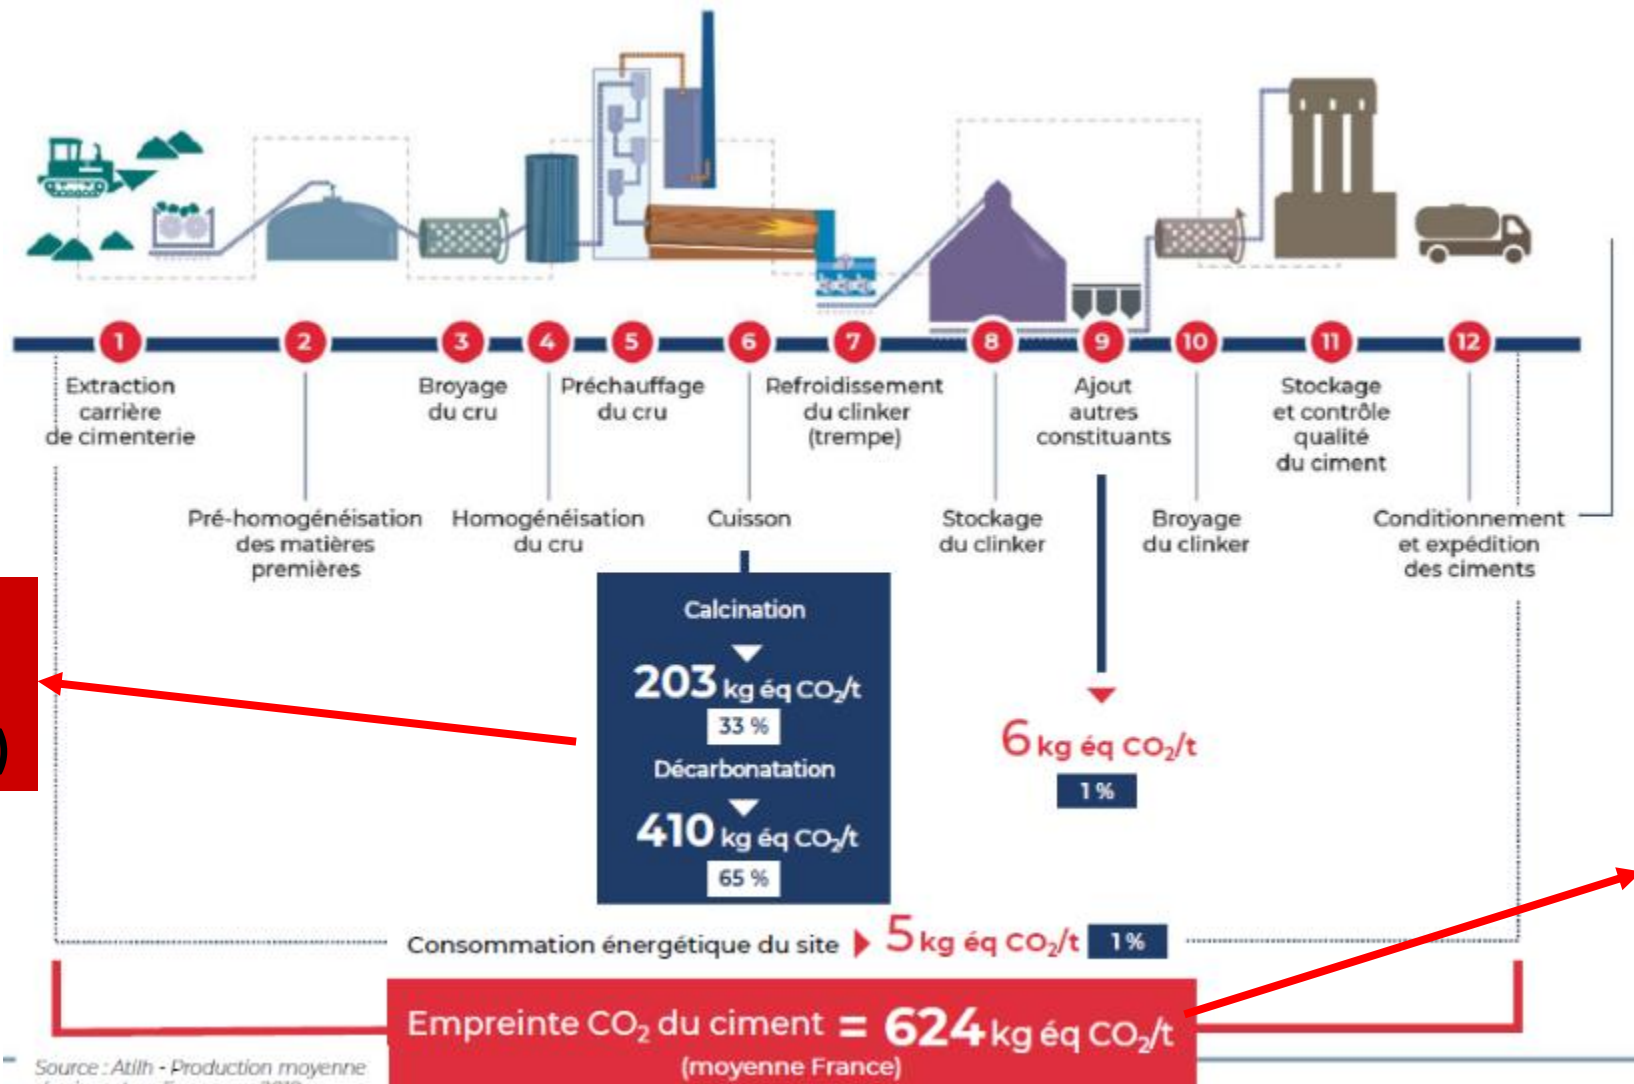 1
2
3
4
5
6
7
8
9
10
11
12
Extraction
carrière
de cimenterie
Pré-homogénéisation
des matières
premières
Broyage
du cru
Homogénéisation
du cru
Préchauffage
du cru
Cuisson
Refroidissement
du clinker
(trempe)
Stockage
du clinker
Ajout
autres
constituants
Broyage
du clinker
Stockage
et contrôle
qualité
du ciment
Conditionnement
et expédition
des ciments
Calcination
203 kg éq CO₂/t
33 %
Décarbonatation
410 kg éq CO₂/t
65 %
6 kg éq CO₂/t
1 %
)
Consommation énergétique du site 5 kg éq CO₂/t 1 %
Empreinte CO₂ du ciment = 624 kg éq CO₂/t
(moyenne France)
Source : Atilh - Production moyenne